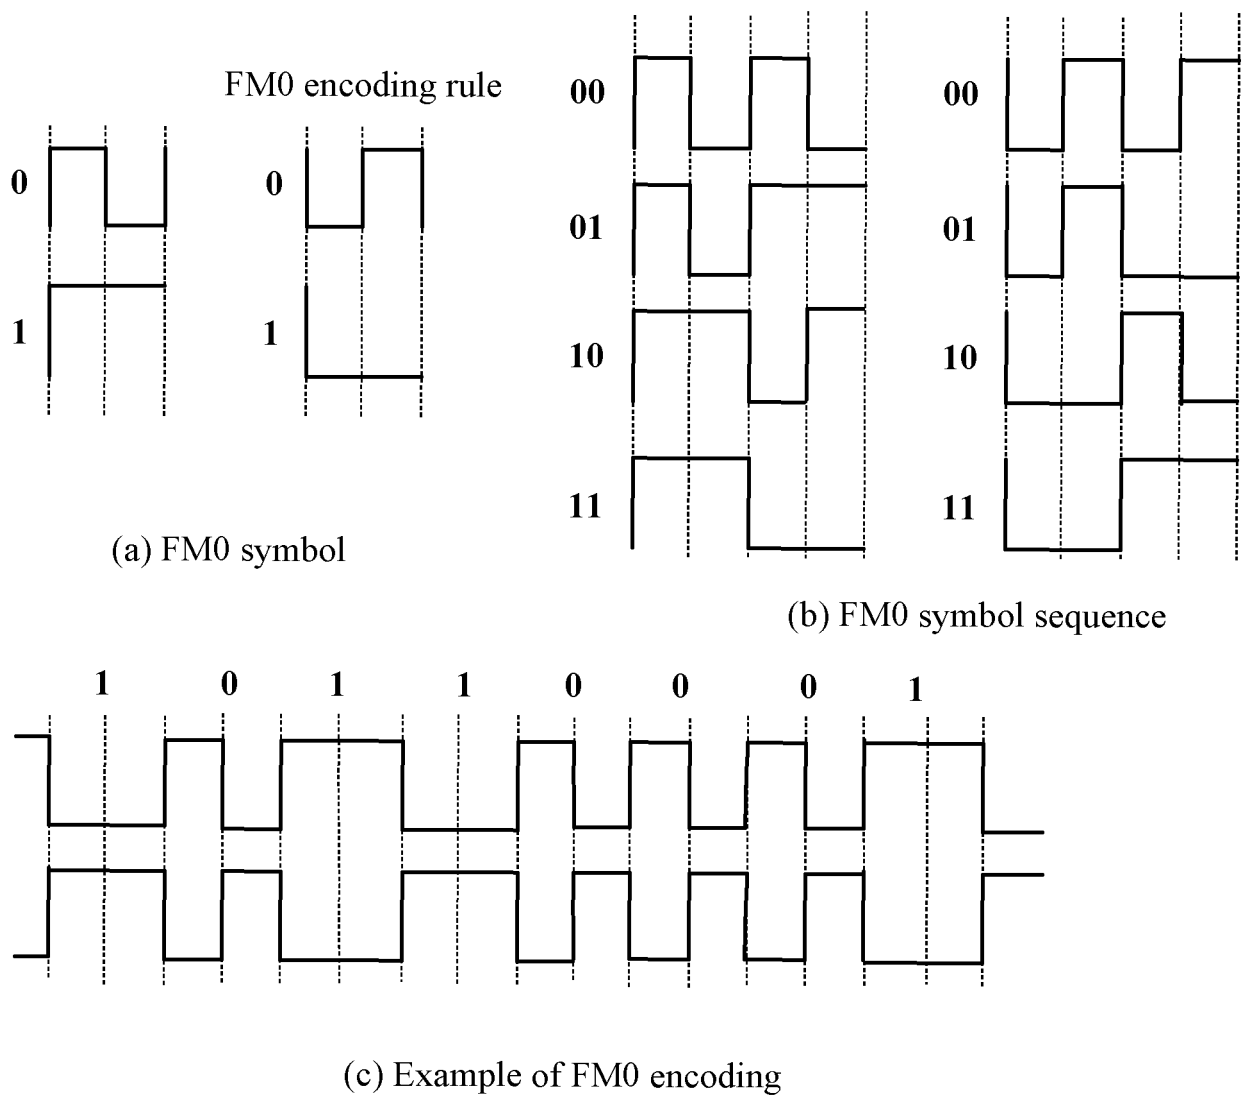 FM0 encoding rule
0
0
1
1
(a) FM0 symbol
00
00
01
01
10
10
11
11
(b) FM0 symbol sequence
1 0 1 1 0 0 0 1
(c) Example of FM0 encoding